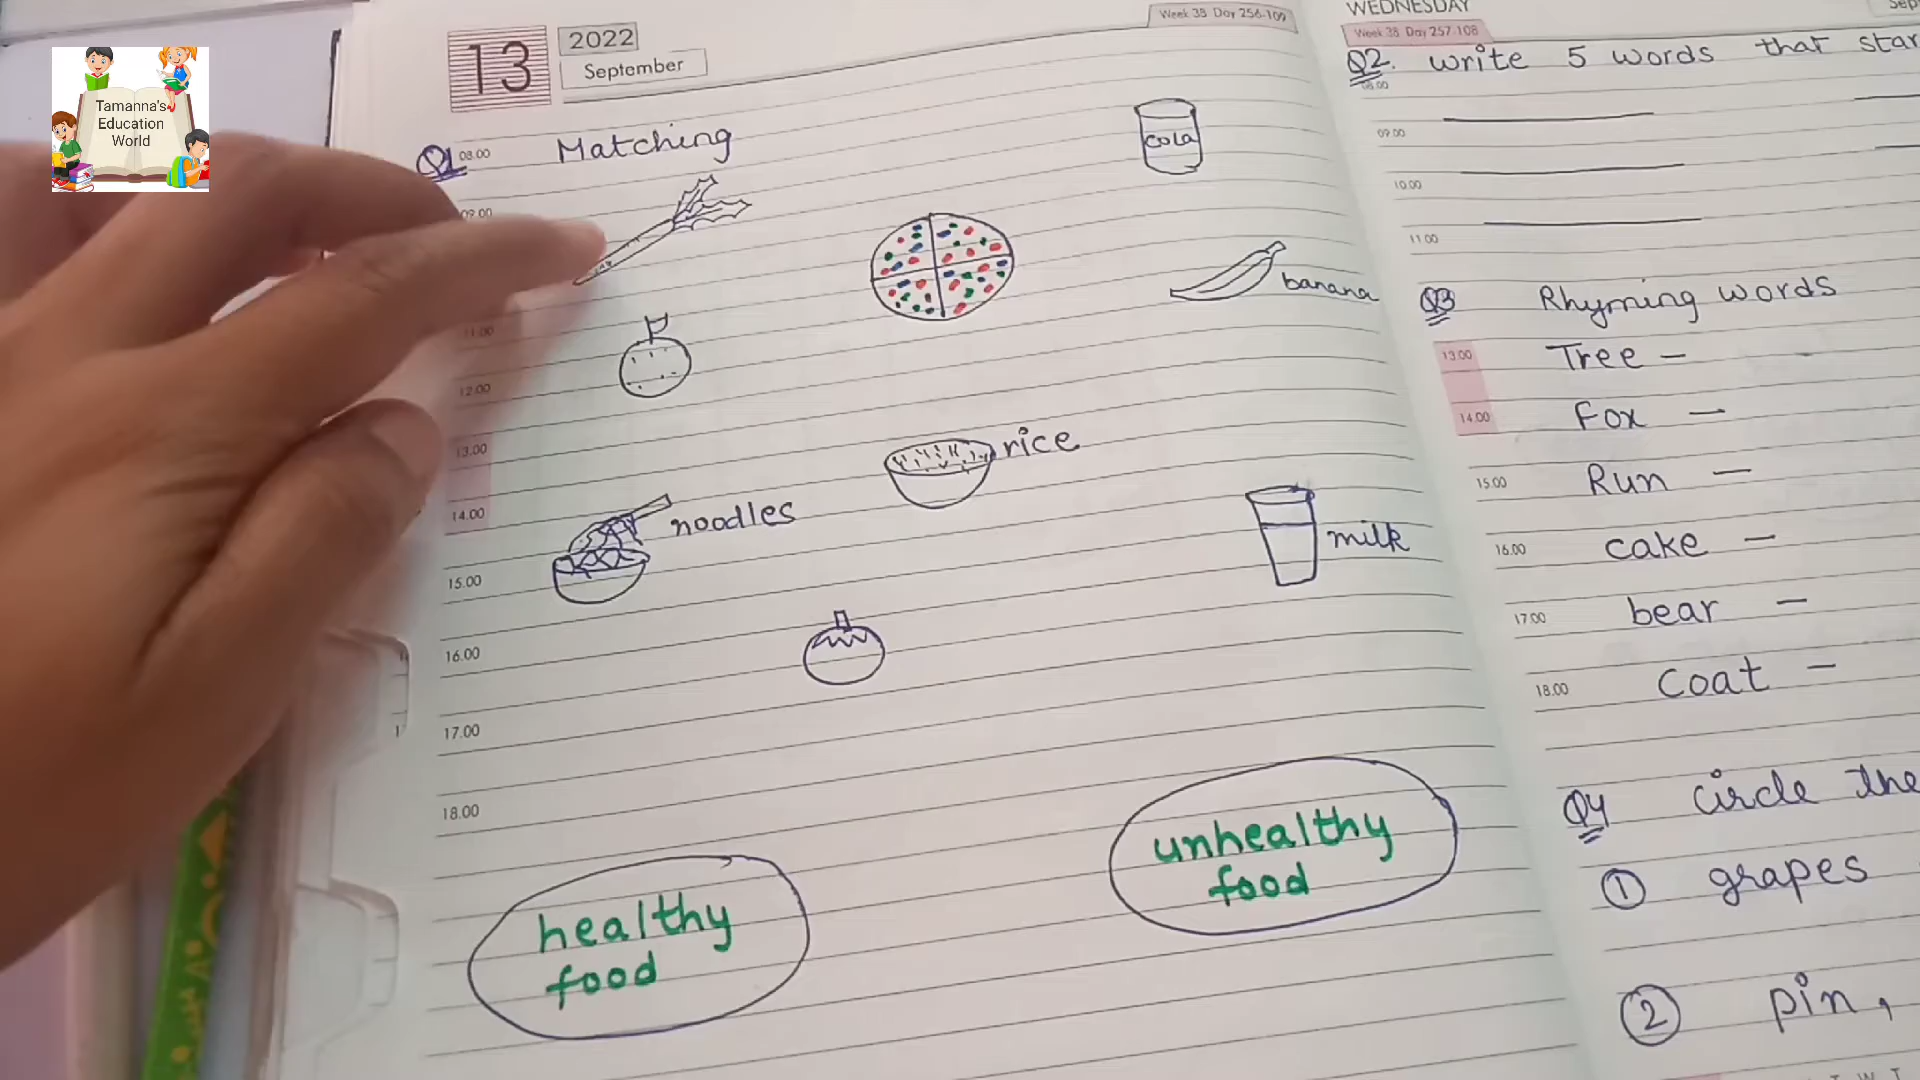 Tamanna's
Education
World
13
2022
September
Week 38 Day 256-109
Q1
08.00
Matching
cola
09.00
banana
11.00
12.00
rice
13.00
14.00
noodles
milk
15.00
16.00
17.00
18.00
healthy
food
unhealthy
food
WEDNESDAY
Sep
Week 38 Day 257-108
Q2. write 5 words that star
08.00
09.00
10.00
11.00
Q3 Rhyming words
13.00
Tree –
14.00
Fox –
15.00
Run –
16.00
cake –
17.00
bear –
18.00
coat –
Q4 circle the
1 grapes
2 pin,